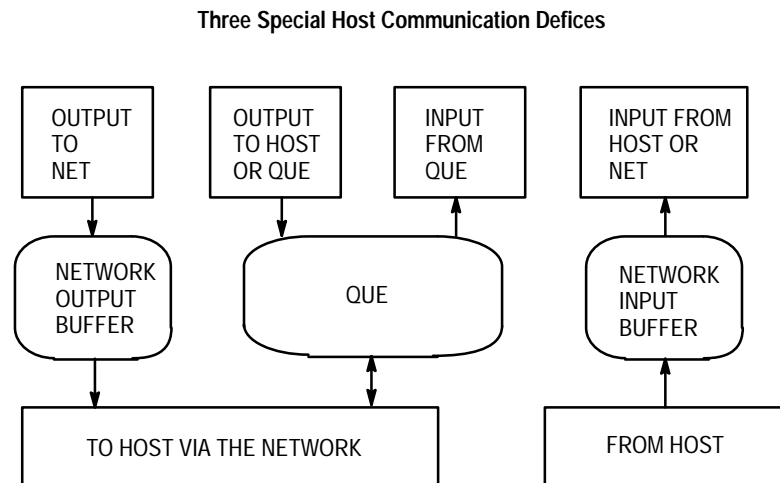 Three Special Host Communication Defices
OUTPUT
TO
NET
OUTPUT
TO HOST
OR QUE
INPUT
FROM
QUE
INPUT FROM
HOST OR
NET
NETWORK
OUTPUT
BUFFER
QUE
NETWORK
INPUT
BUFFER
TO HOST VIA THE NETWORK
FROM HOST